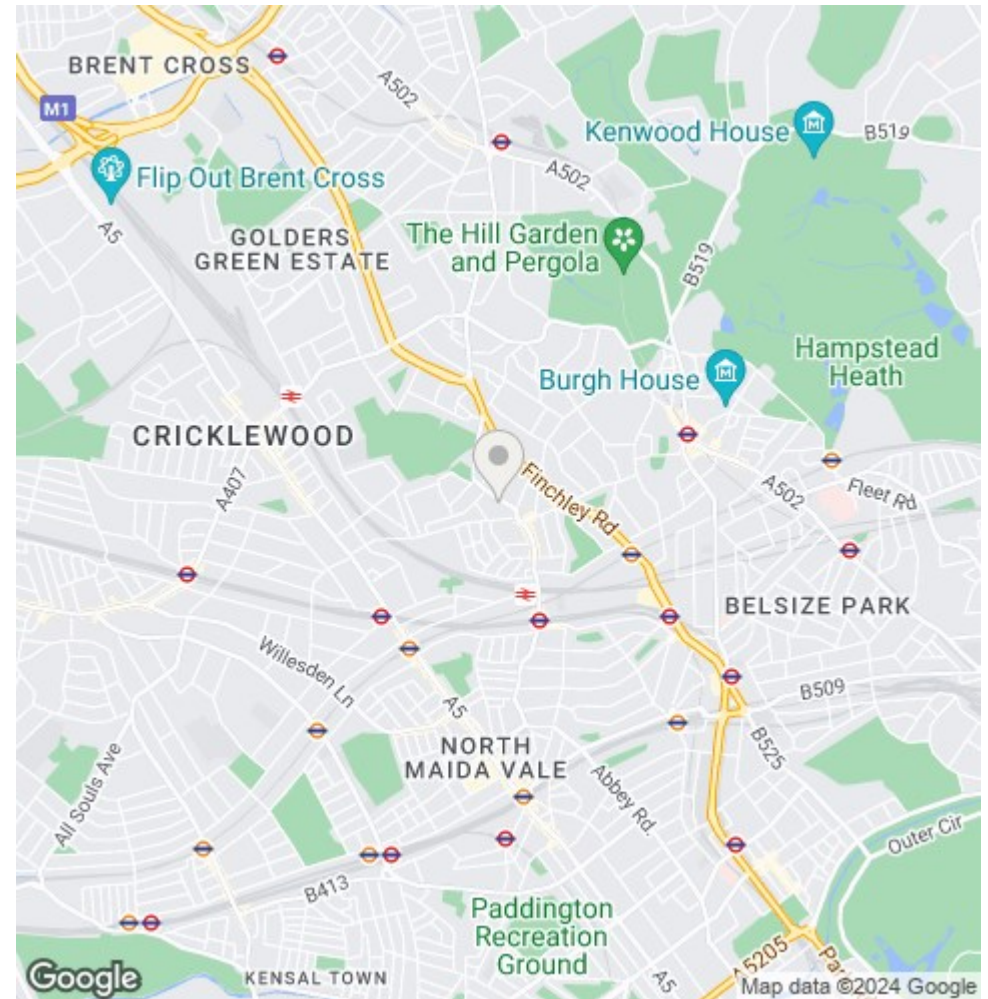 BRENT CROSS
A502
M1
Kenwood House
B519
A502
Flip Out Brent Cross
A5
GOLDERS
GREEN ESTATE
The Hill Garden
and Pergola
B519
Hampstead
Heath
Burgh House
CRICKLEWOOD
A407
Finchley Rd
A502
Fleet Rd
BELSIZE PARK
Willesden Ln
A5
B509
B525
NORTH
MAIDA VALE
Abbey Rd.
All Souls Ave
Outer Cir
B413
Paddington
Recreation
Ground
A5205
A5
Google
KENSAL TOWN
Map data ©2024 Google